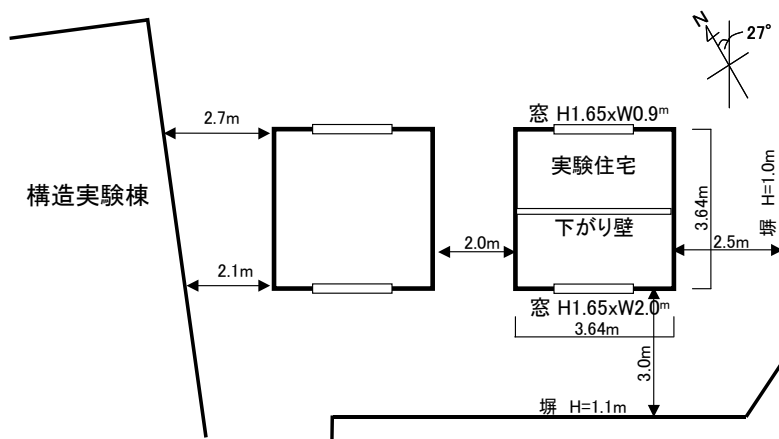 N
27°
2.7m
窓 H1.65xW0.9m
実験住宅
構造実験棟
下がり壁
3.64m
塀 H=1.0m
2.0m
2.5m
2.1m
窓 H1.65xW2.0m
3.64m
3.0m
塀 H=1.1m